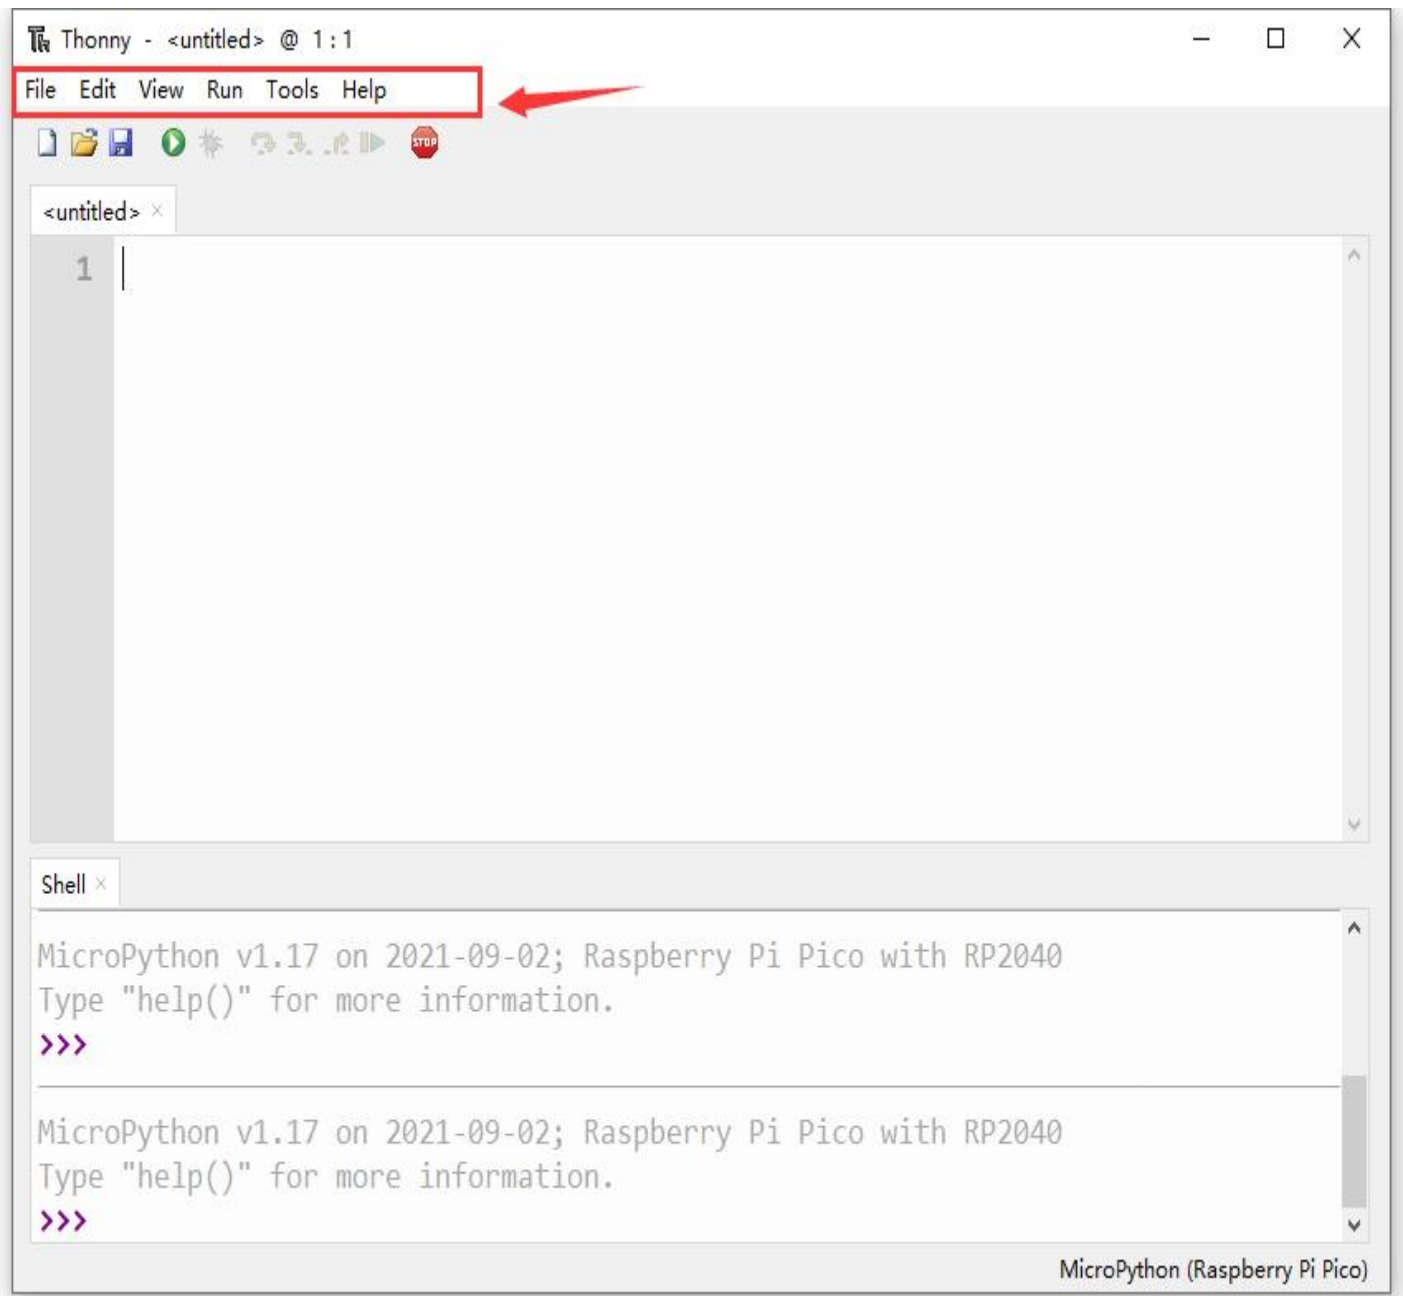 Thonny - <untitled> @ 1 : 1
File Edit View Run Tools Help
STOP
<untitled> ×
1
Shell ×
MicroPython v1.17 on 2021-09-02; Raspberry Pi Pico with RP2040
Type "help()" for more information.
>>>
MicroPython v1.17 on 2021-09-02; Raspberry Pi Pico with RP2040
Type "help()" for more information.
>>>
MicroPython (Raspberry Pi Pico)